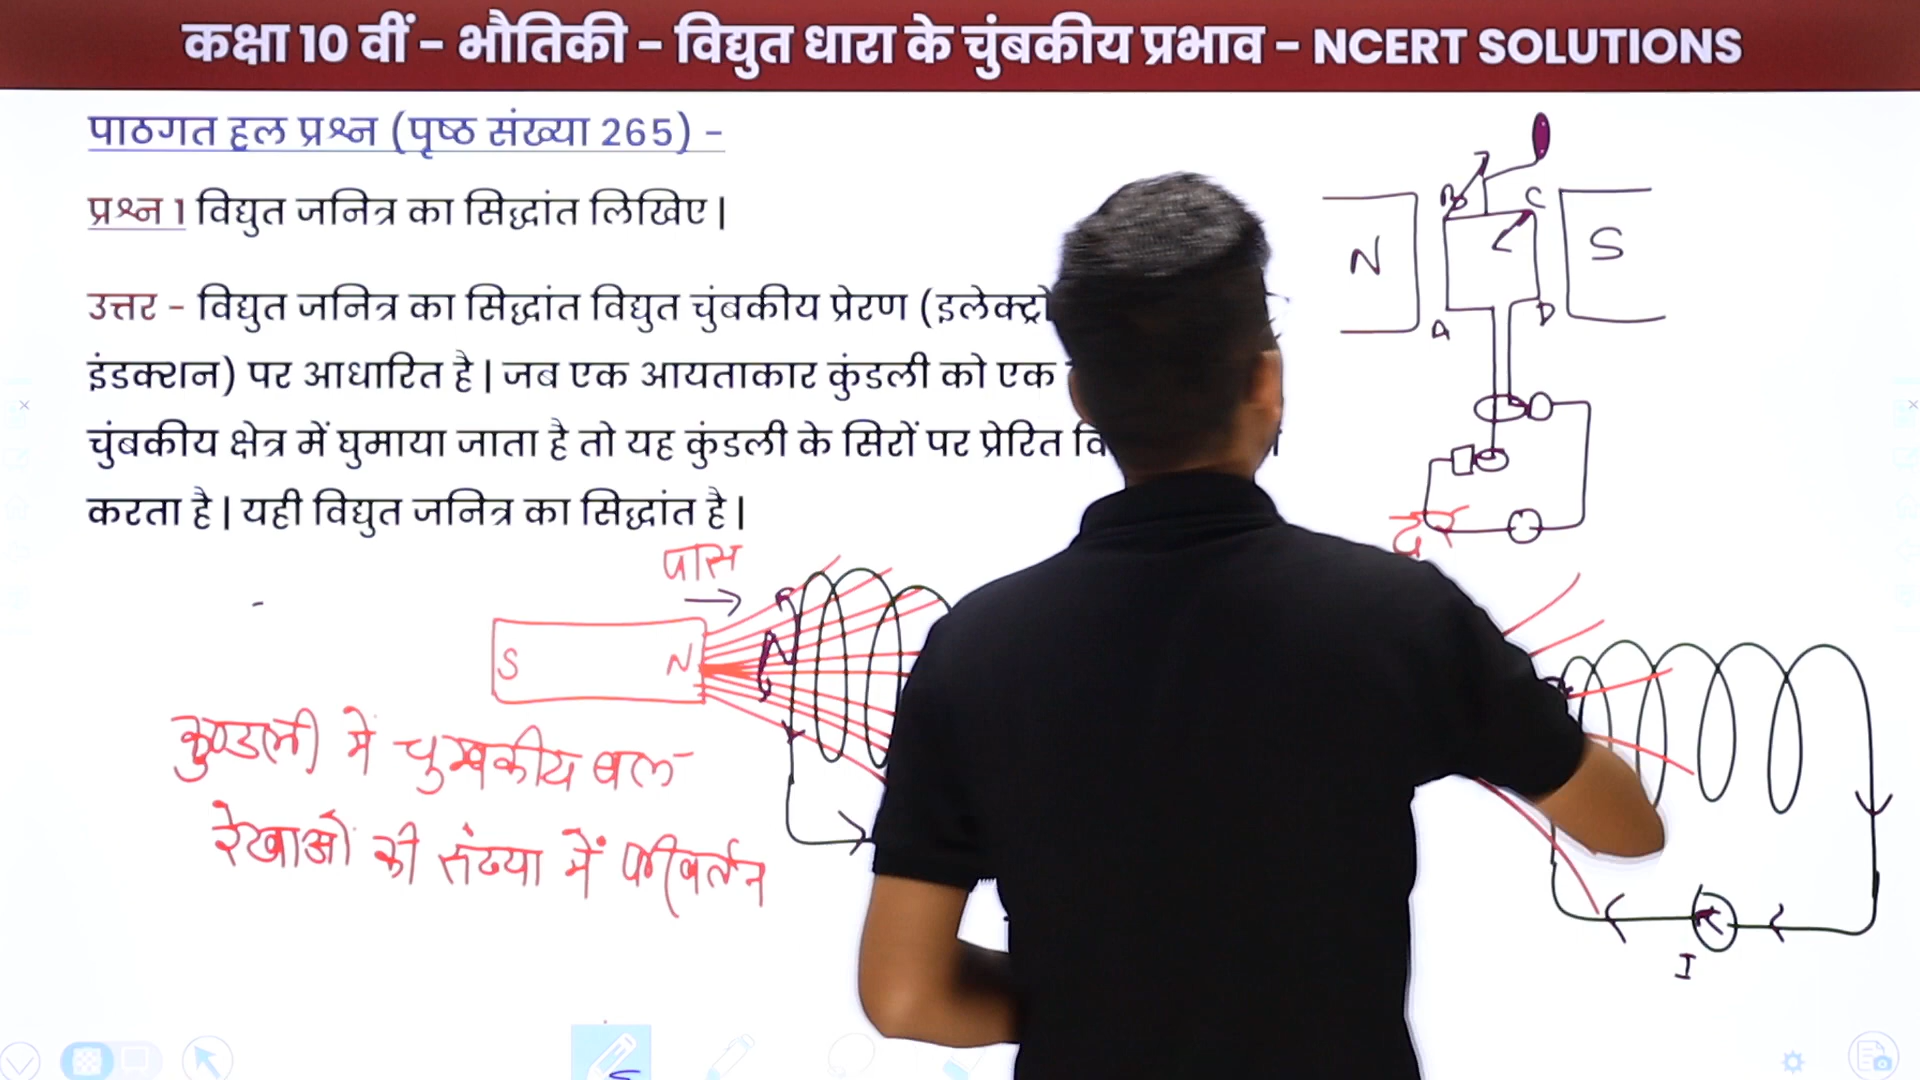 कक्षा 10 वीं - भौतिकी - विद्युत धारा के चुंबकीय प्रभाव - NCERT SOLUTIONS
पाठगत हल प्रश्न (पृष्ठ संख्या 265) -
प्रश्न 1 विद्युत जनित्र का सिद्धांत लिखिए |
उत्तर - विद्युत जनित्र का सिद्धांत विद्युत चुंबकीय प्रेरण
इंडक्शन) पर आधारित है | जब एक आयताकार कुंडली को एक
चुंबकीय क्षेत्र में घुमाया जाता है तो यह कुंडली के सिरों पर प्रेरित
करता है | यही विद्युत जनित्र का सिद्धांत है |
N B C S
A D
दूर
पास
S N N
कुण्डली में चुम्बकीय बल
रेखाओं की संख्या में परिवर्तन
I